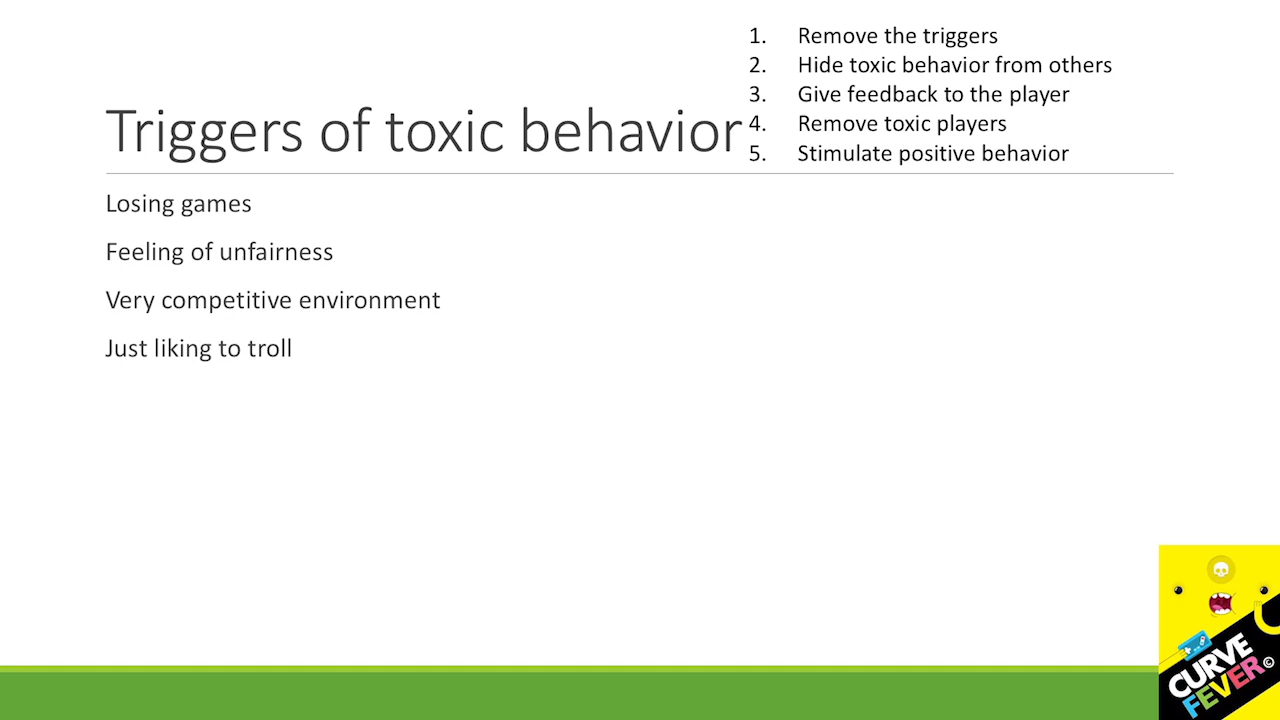 1. Remove the triggers
2. Hide toxic behavior from others
3. Give feedback to the player
4. Remove toxic players
5. Stimulate positive behavior
Triggers of toxic behavior
Losing games
Feeling of unfairness
Very competitive environment
Just liking to troll
CURVE
FEVER©